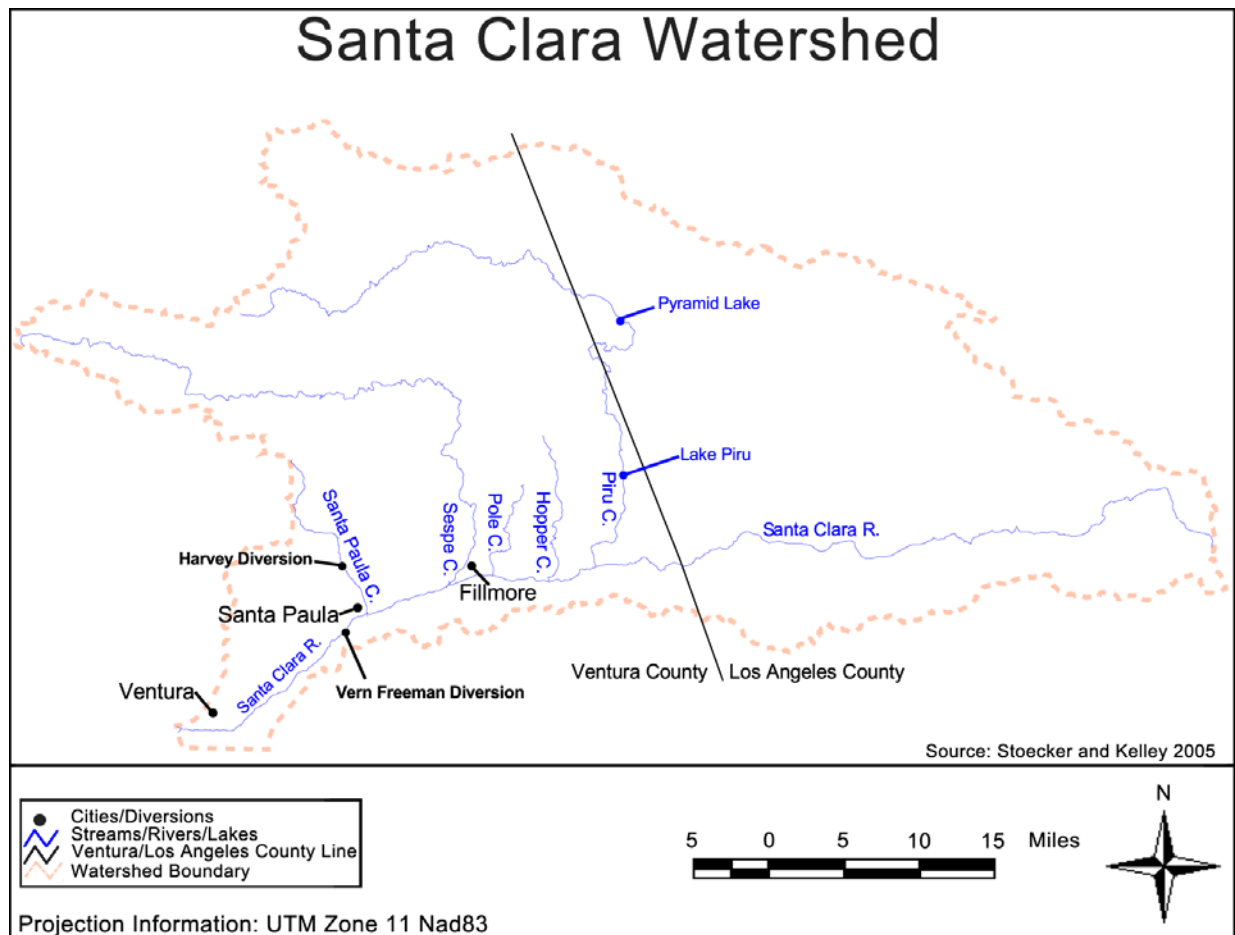 Santa Clara Watershed
Pyramid Lake
Lake Piru
Santa Paula C.
Sespe C.
Pole C.
Hopper C.
Piru C.
Santa Clara R.
Harvey Diversion
Fillmore
Santa Paula
Santa Clara R.
Vern Freeman Diversion
Ventura
Ventura County
Los Angeles County
Source: Stoecker and Kelley 2005
Cities/Diversions
Streams/Rivers/Lakes
Ventura/Los Angeles County Line
Watershed Boundary
5 0 5 10 15 Miles
N
Projection Information: UTM Zone 11 Nad83